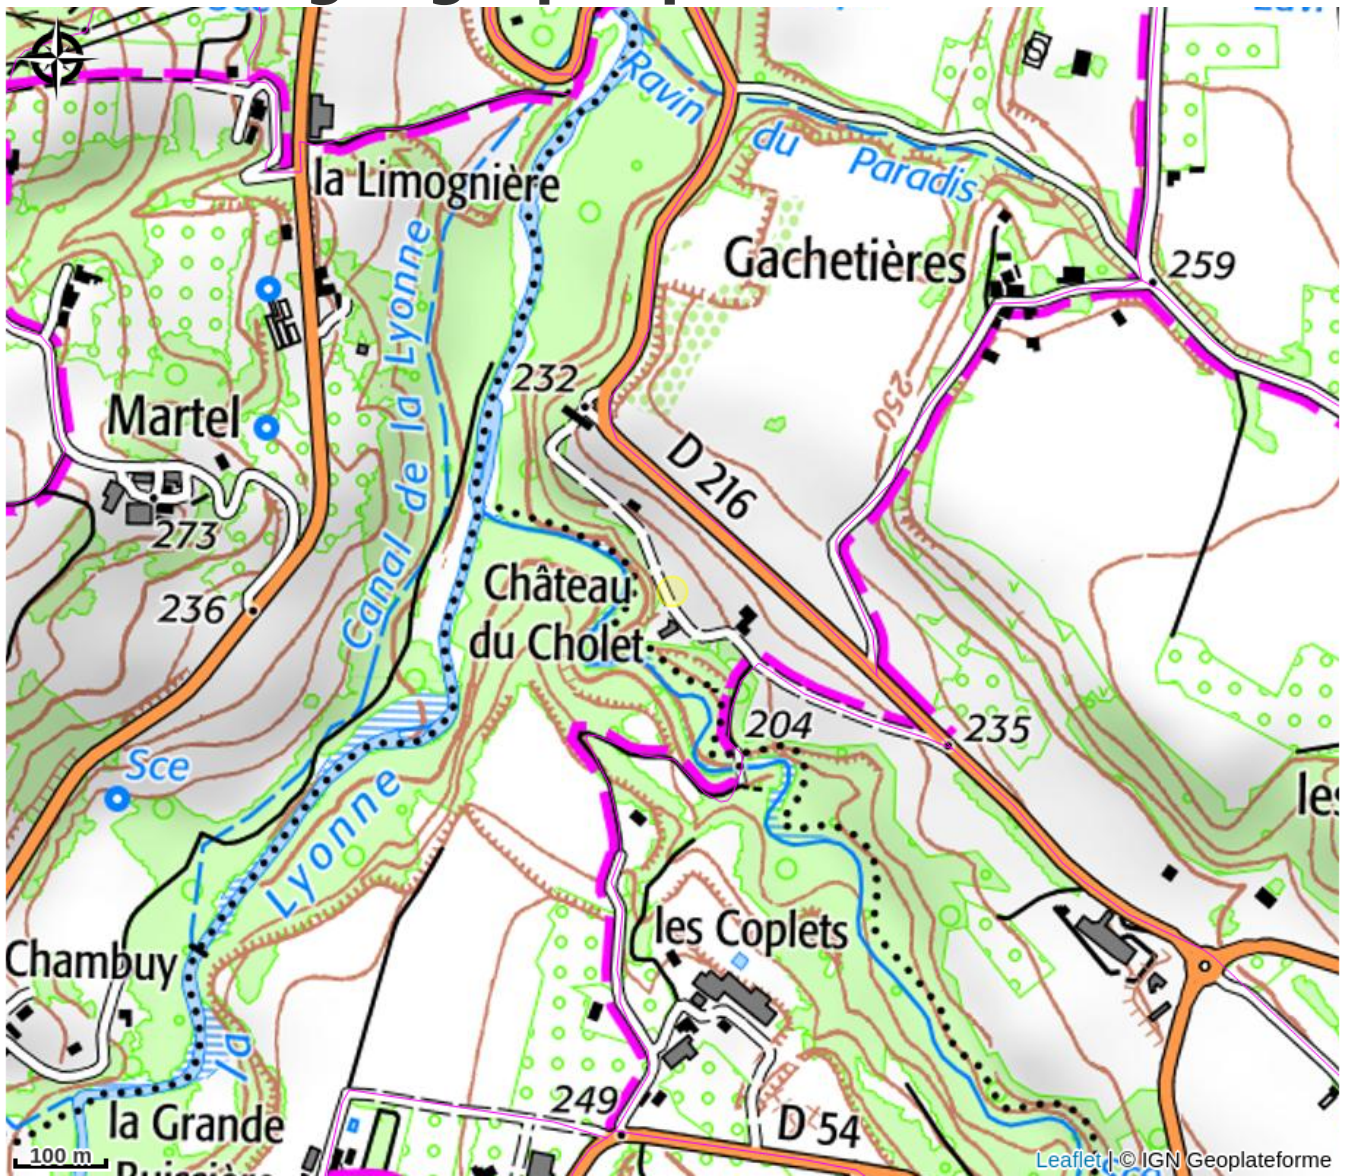 Ravin
du Paradis
la Limognière
Gachetières
259
Canal de la Lyonne
232
250
Martel
D 216
273
Château
du Cholet
236
204
235
Sce
les
Lyonne
les Coplets
Chambuy
la
249
la Grande
D 54
100 m
Leaflet | © IGN Geoplateforme